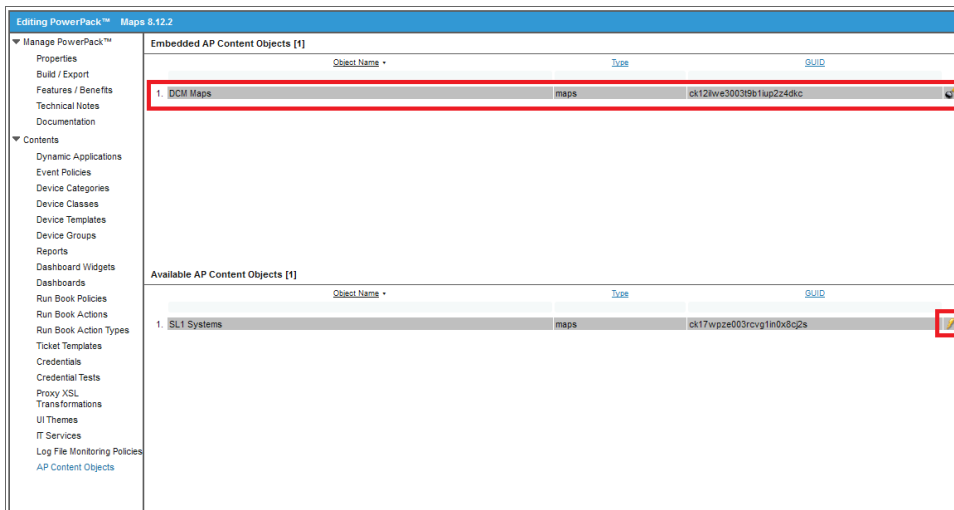 Editing PowerPack™ Maps 8.12.2
Manage PowerPack™
Properties
Build / Export
Features / Benefits
Technical Notes
Documentation
Contents
Dynamic Applications
Event Policies
Device Categories
Device Classes
Device Templates
Device Groups
Reports
Dashboard Widgets
Dashboards
Run Book Policies
Run Book Actions
Run Book Action Types
Ticket Templates
Credentials
Credential Tests
Proxy XSL
Transformations
UI Themes
IT Services
Log File Monitoring Policies
AP Content Objects
Embedded AP Content Objects [1]
Object Name Type GUID
1. DCM Maps maps ck12ilwe3003t9b1iup2z4dkc
Available AP Content Objects [1]
Object Name Type GUID
1. SL1 Systems maps ck17wpze003rcvg1in0x8cj2s